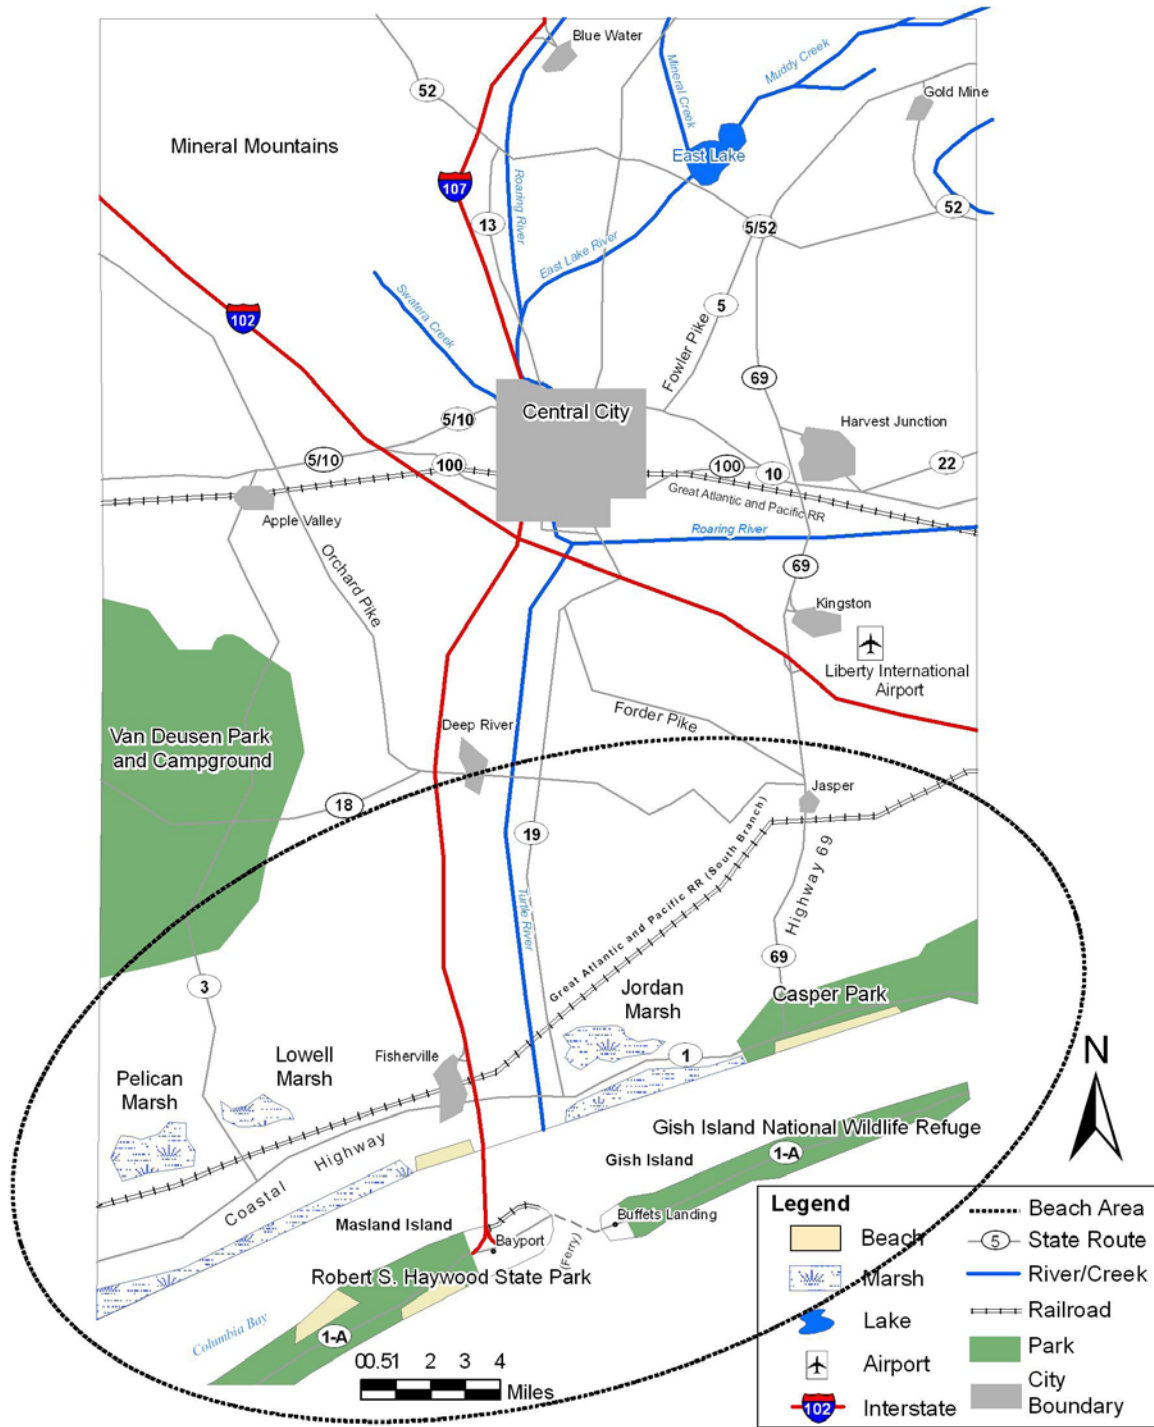 Blue Water
52
Mineral Creek
Muddy Creek
Gold Mine
Mineral Mountains
East Lake
107
Roaring River
13
52
5/52
East Lake River
Swatera Creek
102
5
Fowler Pike
69
Central City
5/10
Harvest Junction
5/10
100
100
10
22
Great Atlantic and Pacific RR
Apple Valley
Roaring River
Orchard Pike
69
Kingston
Liberty International
Airport
Deep River
Forder Pike
Van Deusen Park
and Campground
Jasper
18
19
Great Atlantic and Pacific RR (South Branch)
Highway 69
Turtle River
69
3
Jordan
Marsh
Casper Park
Lowell
Marsh
Fisherville
1
Pelican
Marsh
Gish Island National Wildlife Refuge
1-A
Gish Island
Coastal Highway
Masland Island
Buffets Landing
Bayport
(Ferry)
Robert S. Haywood State Park
Columbia Bay
1-A
00.51 2 3 4
Miles
N
Legend
Beach
Marsh
Lake
Airport
102
Interstate
Beach Area
5
State Route
River/Creek
Railroad
Park
City
Boundary